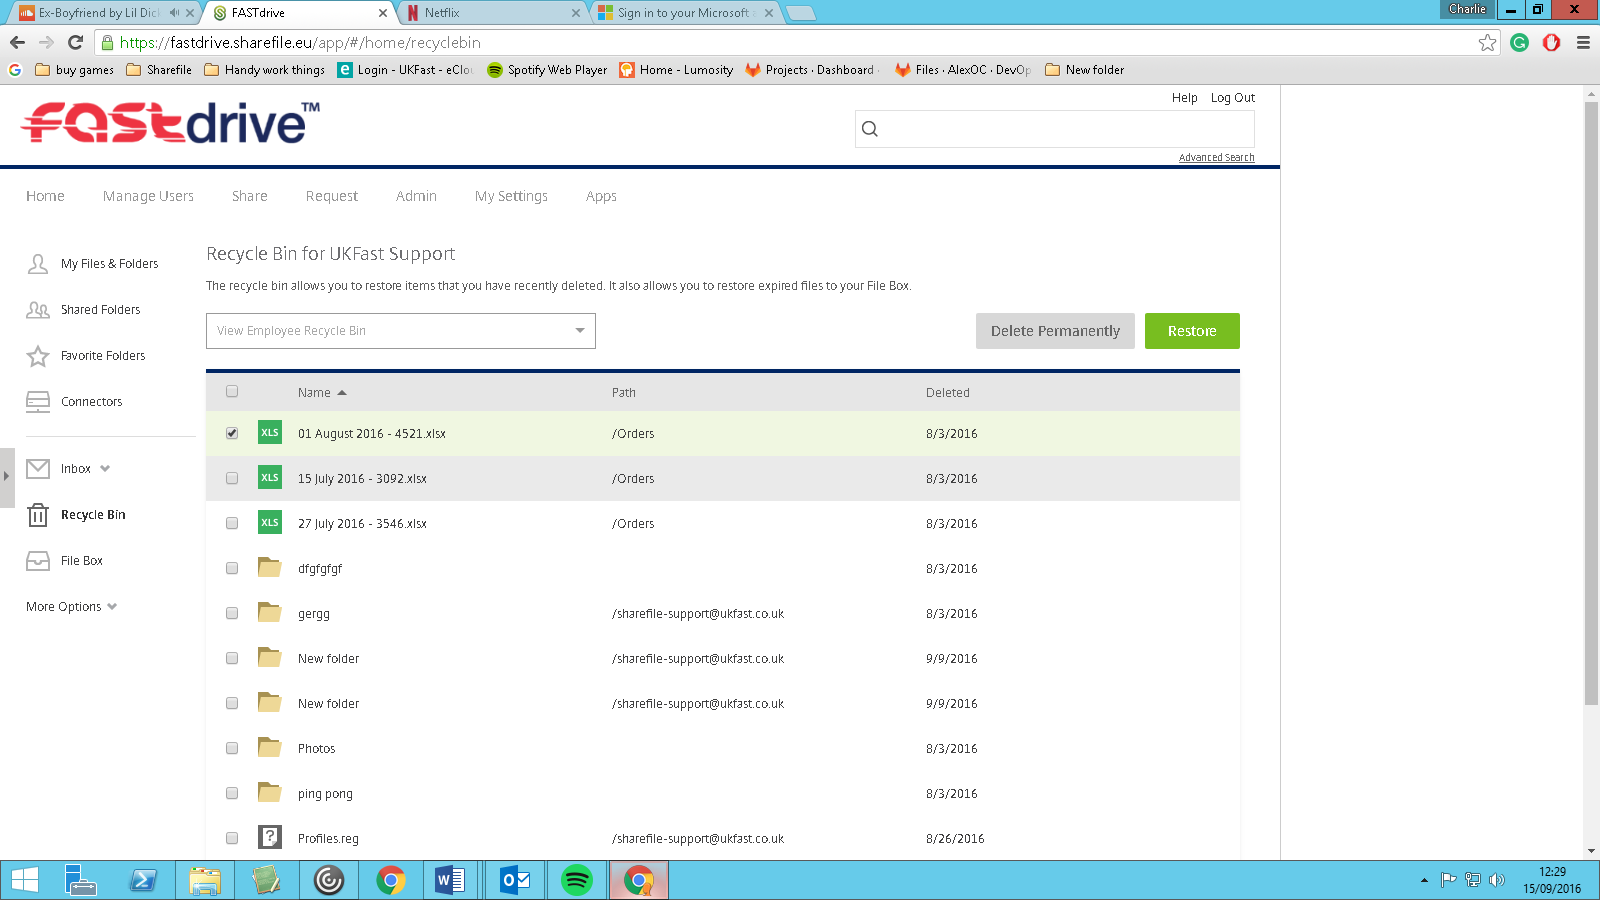 Ex-Boyfriend by Lil Dick
FASTdrive
Netflix
Sign in to your Microsoft
Charlie
https://fastdrive.sharefile.eu/app/#/home/recyclebin
buy games
Sharefile
Handy work things
Login - UKFast - eClou
Spotify Web Player
Home - Lumosity
Projects · Dashboard
Files · AlexOC · DevOp
New folder
FASTdrive™
Help Log Out
Advanced Search
Home Manage Users Share Request Admin My Settings Apps
My Files & Folders
Shared Folders
Favorite Folders
Connectors
Inbox
Recycle Bin
File Box
More Options
Recycle Bin for UKFast Support
The recycle bin allows you to restore items that you have recently deleted. It also allows you to restore expired files to your File Box.
View Employee Recycle Bin
Delete Permanently
Restore
Name Path Deleted
XLS 01 August 2016 - 4521.xlsx /Orders 8/3/2016
XLS 15 July 2016 - 3092.xlsx /Orders 8/3/2016
XLS 27 July 2016 - 3546.xlsx /Orders 8/3/2016
dfgfgfgf 8/3/2016
gergg /sharefile-support@ukfast.co.uk 8/3/2016
New folder /sharefile-support@ukfast.co.uk 9/9/2016
New folder /sharefile-support@ukfast.co.uk 9/9/2016
Photos 8/3/2016
ping pong 8/3/2016
Profiles.reg /sharefile-support@ukfast.co.uk 8/26/2016
12:29
15/09/2016